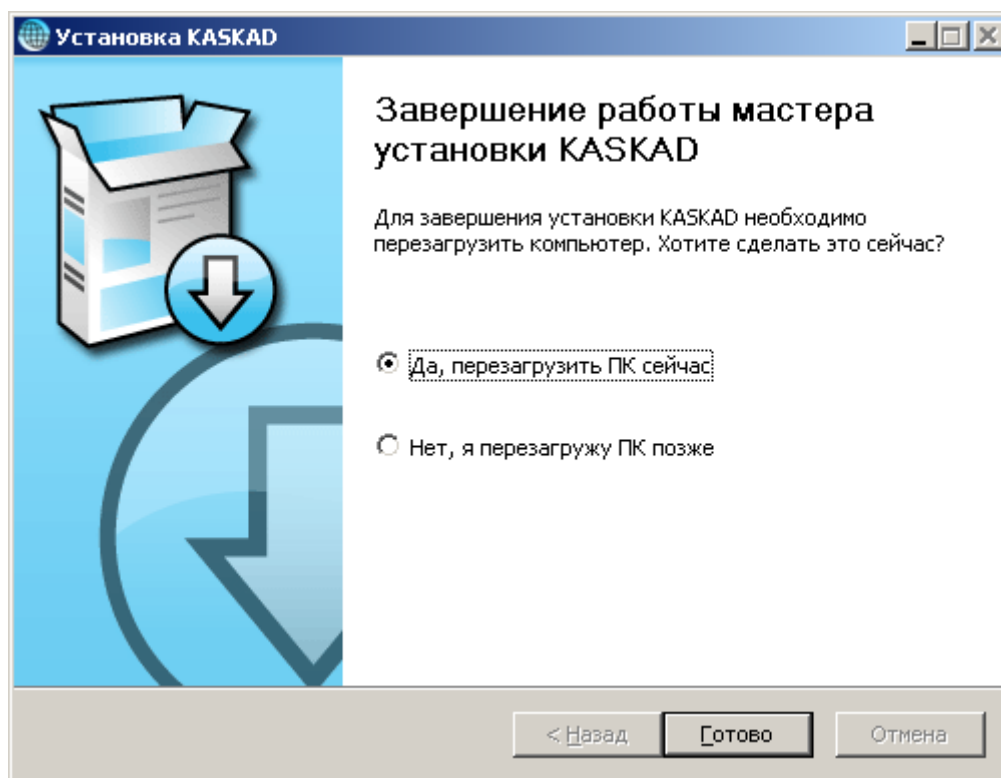 Установка KASKAD
Завершение работы мастера
установки KASKAD
Для завершения установки KASKAD необходимо
перезагрузить компьютер. Хотите сделать это сейчас?
Да, перезагрузить ПК сейчас
Нет, я перезагружу ПК позже
< Назад
Готово
Отмена